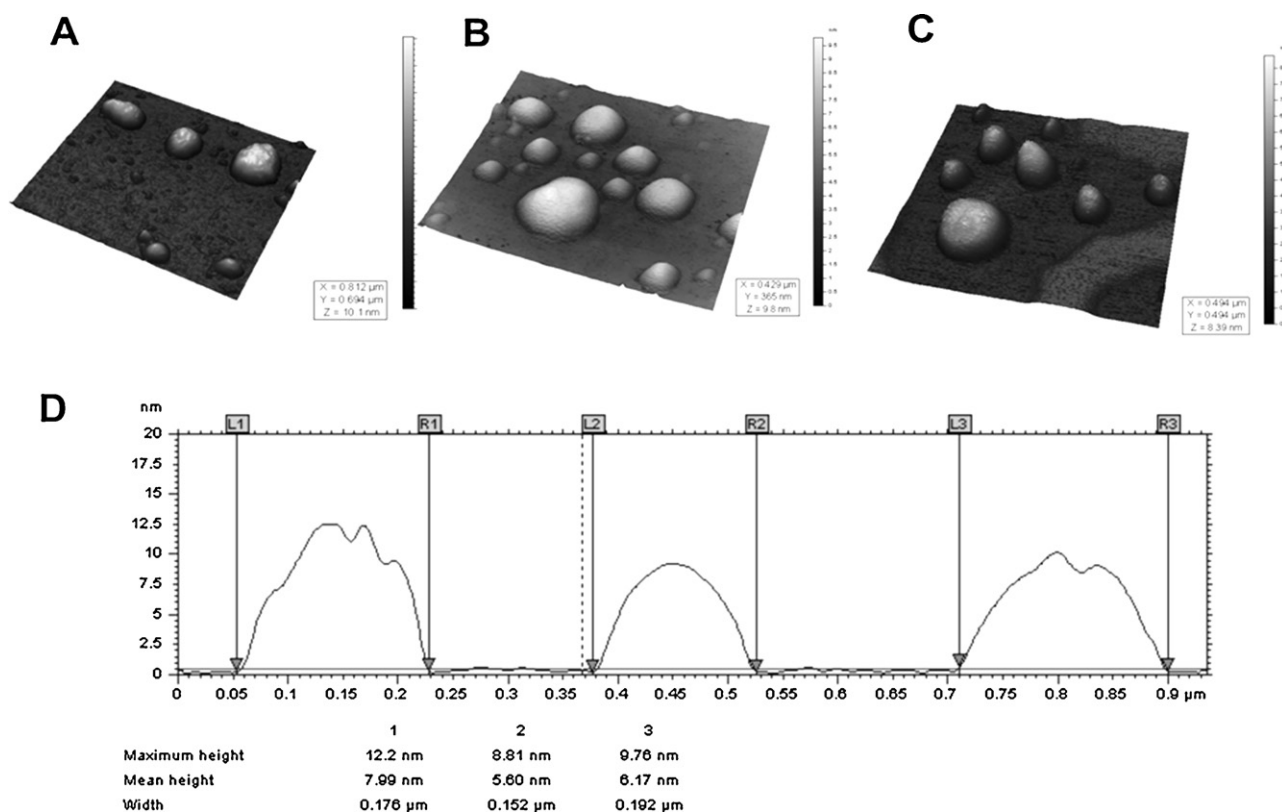 A
B
C
X = 0.812 µm
Y = 0.694 µm
Z = 10.1 nm
nm
9.5
X = 0.429 µm
Y = 365 nm
Z = 9.8 nm
X = 0.494 µm
Y = 0.494 µm
Z = 8.39 nm
D
nm
L1 R1 L2 R2 L3 R3
20
17.5
15
12.5
10
7.5
5
2.5
0
0 0.05 0.1 0.15 0.2 0.25 0.3 0.35 0.4 0.45 0.5 0.55 0.6 0.65 0.7 0.75 0.8 0.85 0.9 µm
1 2 3
Maximum height 12.2 nm 8.81 nm 9.76 nm
Mean height 7.99 nm 5.60 nm 6.17 nm
Width 0.176 µm 0.152 µm 0.192 µm